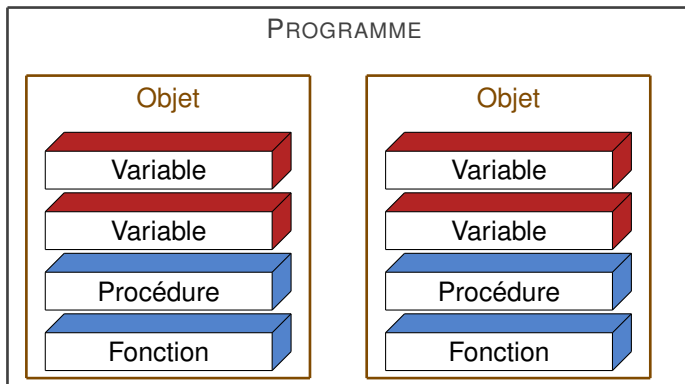 PROGRAMME
Objet
Variable
Variable
Procédure
Fonction
Objet
Variable
Variable
Procédure
Fonction